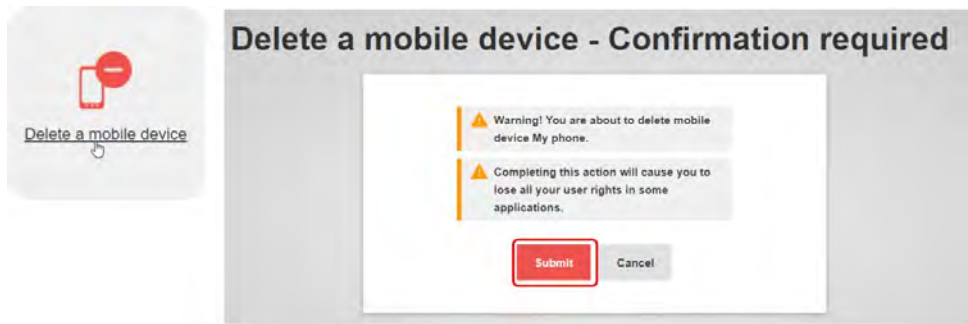 Delete a mobile device
Delete a mobile device - Confirmation required
Warning! You are about to delete mobile
device My phone.
Completing this action will cause you to
lose all your user rights in some
applications.
Submit
Cancel